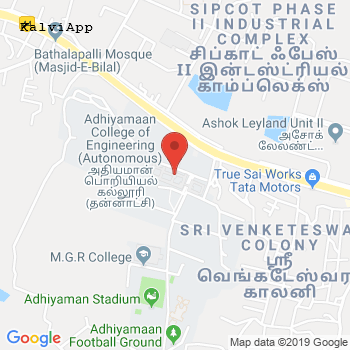 SIPCOT PHASE
II INDUSTRIAL
COMPLEX
சிப்காட் ஃபேஸ்
II இன்டஸ்ட்ரியல்
காம்ப்லெக்ஸ்
KalviApp
Bathalapalli Mosque
(Masjid-E-Bilal)
Adhiyamaan
College of
Engineering
(Autonomous)
அதியமான்
பொறியியல்
கல்லூரி
(தன்னாட்சி)
Ashok Leyland Unit II
அசோக்
லேலண்ட்...
True Sai Works
Tata Motors
SRI VENKETESWA
COLONY
ஸ்ரீ
வெங்கடேஸ்வர
காலனி
M.G.R College
Adhiyaman Stadium
Adhiyamaan
Football Ground
Google
Map data ©2019 Google